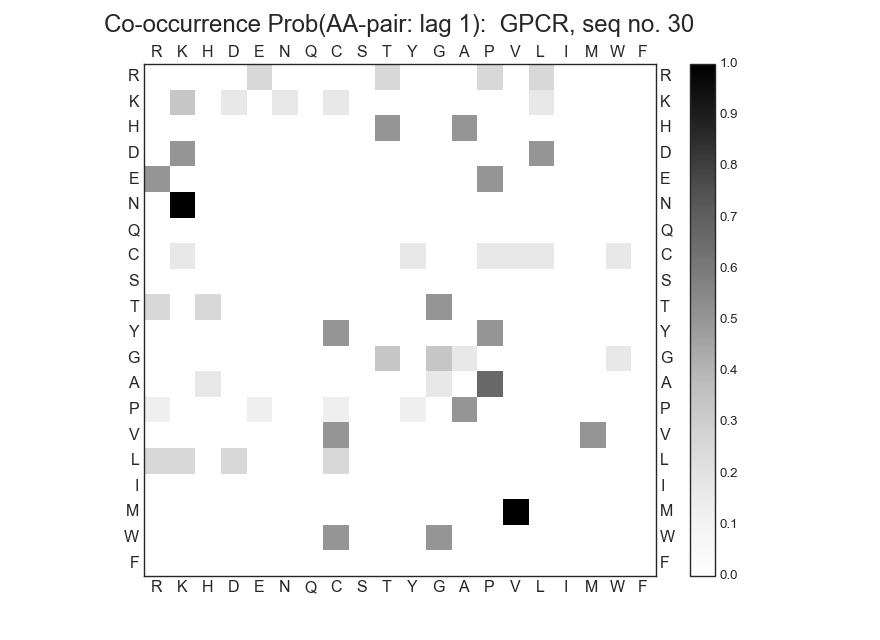 Co-occurrence Prob(AA-pair: lag 1):  GPCR, seq no. 30
R K H D E N Q C S T Y G A P V L I M W F
R R 1.0
K K 0.9
H H
D D 0.8
E E
N N 0.7
Q Q
C C 0.6
S S
T T 0.5
Y Y
G G 0.4
A A
P P 0.3
V V
L L 0.2
I I
M M 0.1
W W
F F 0.0
R K H D E N Q C S T Y G A P V L I M W F